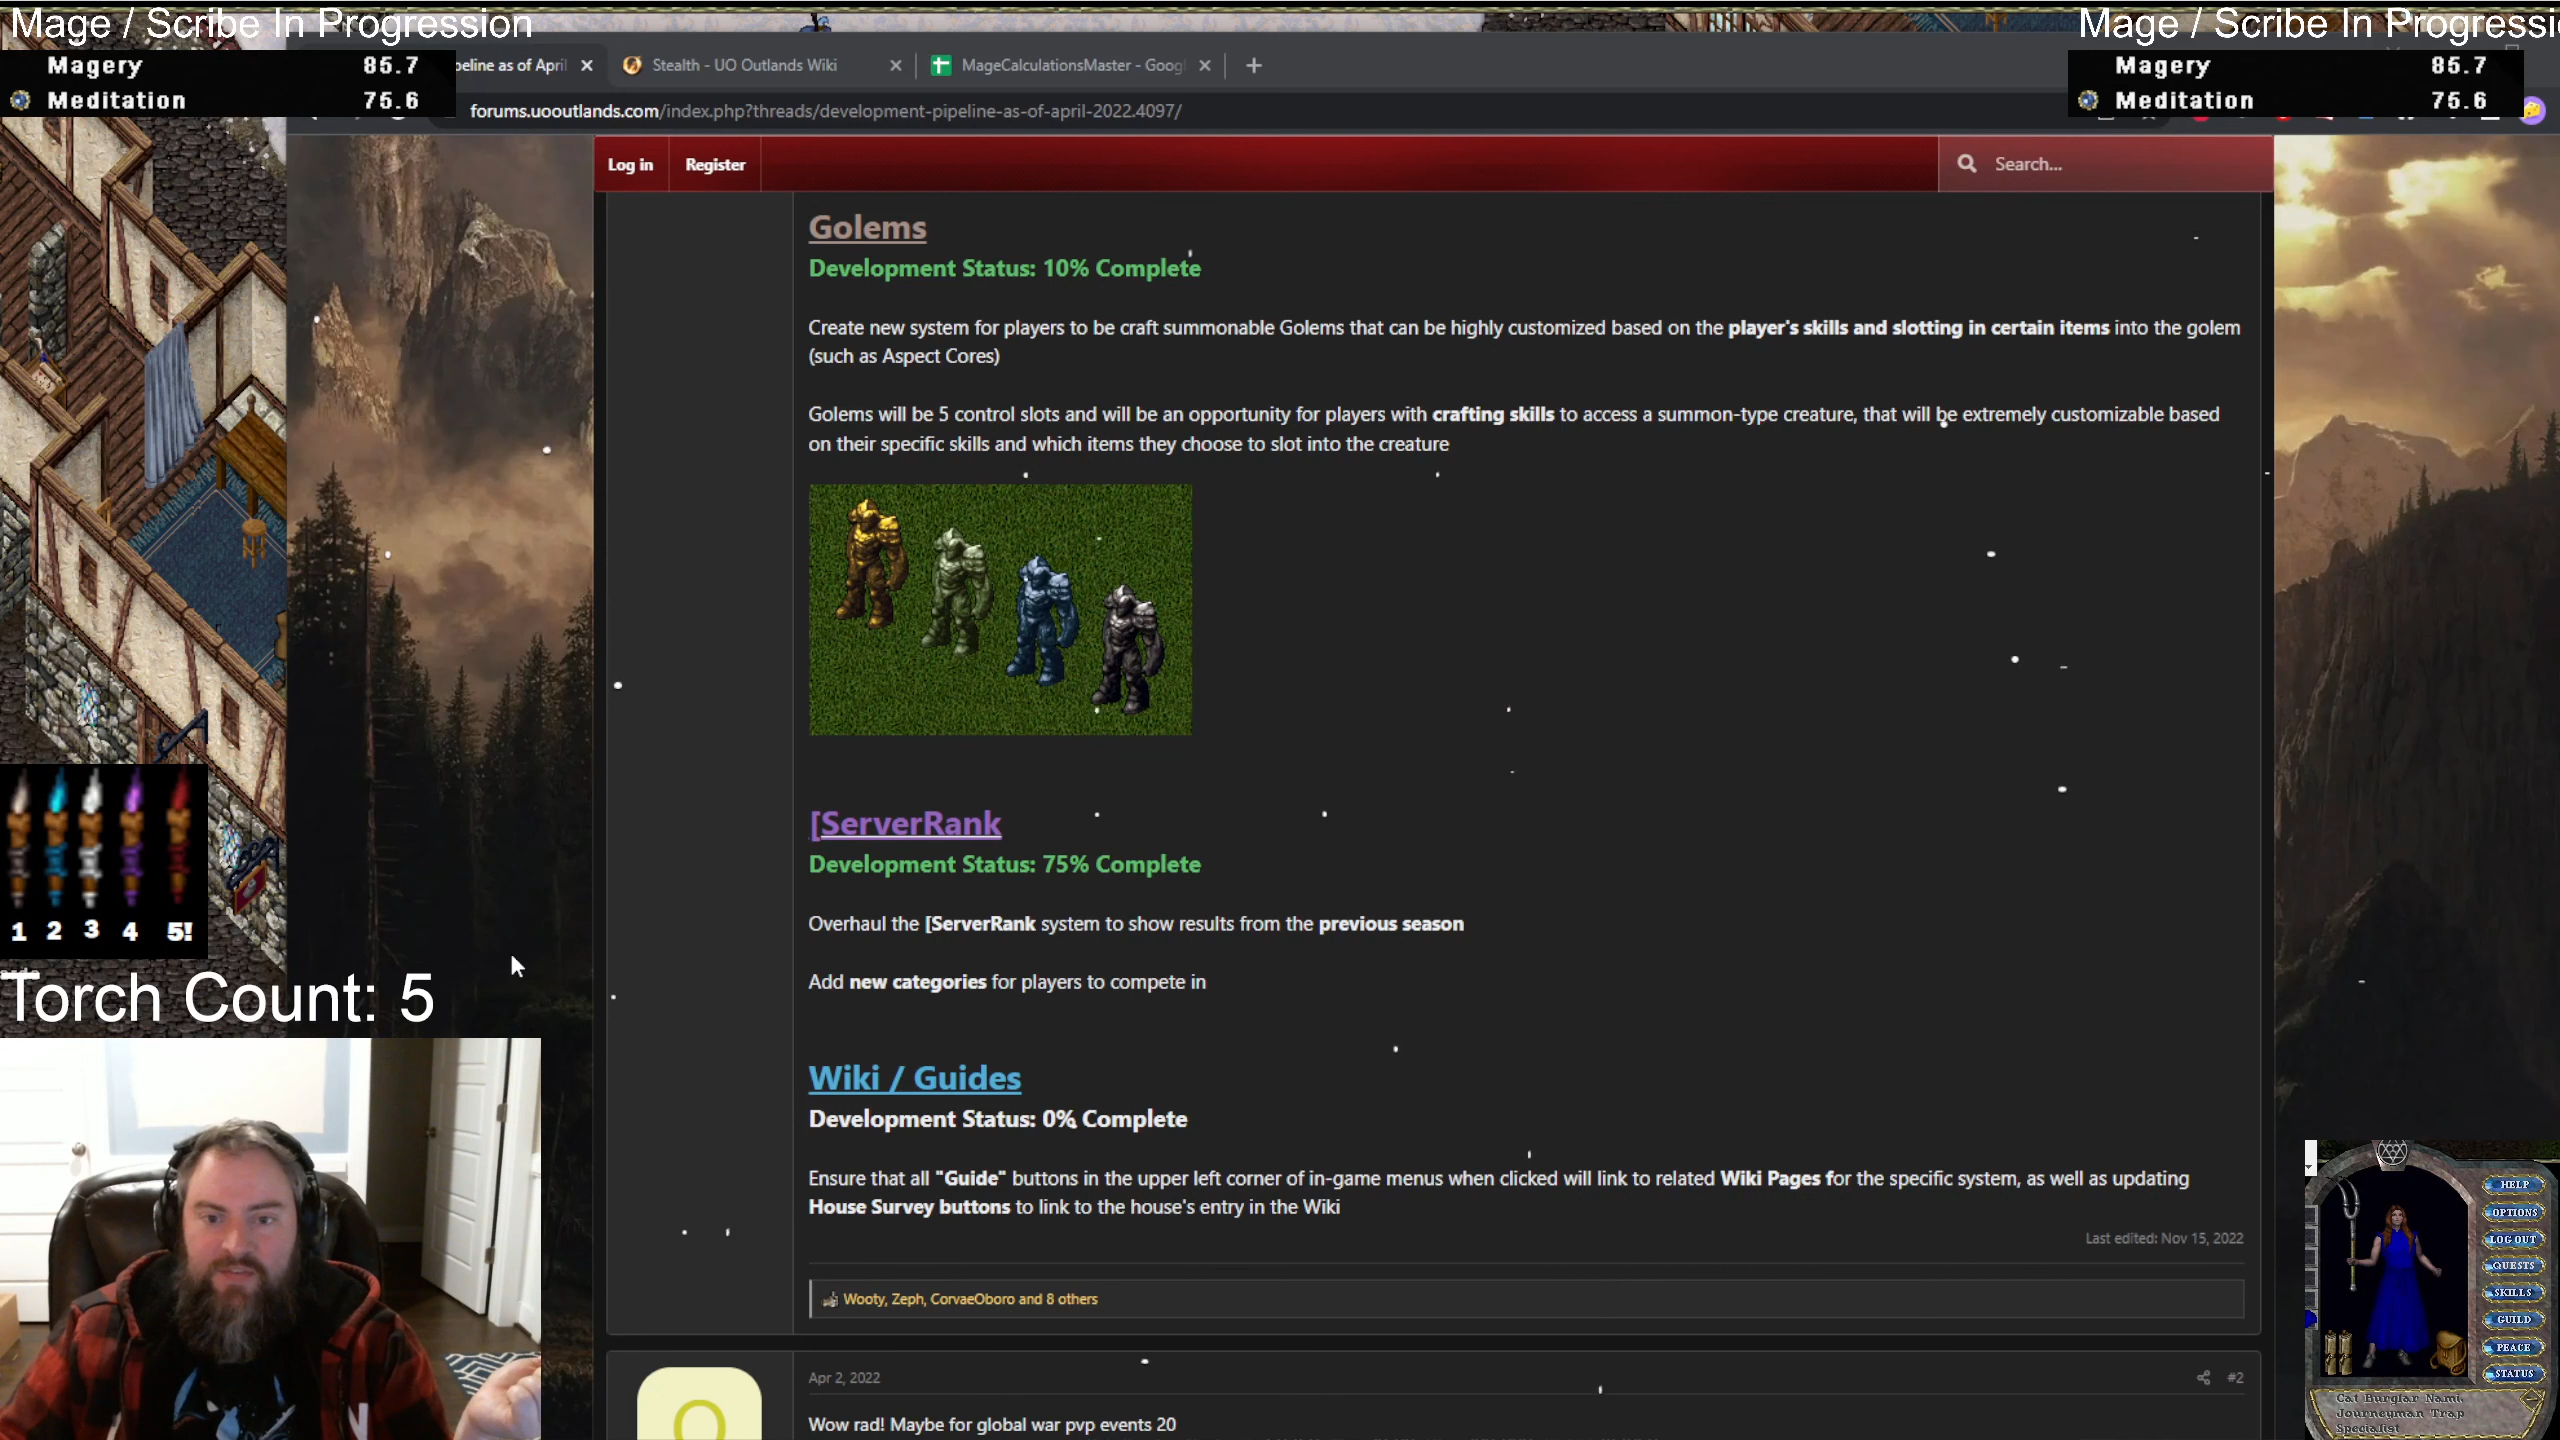 Mage / Scribe In Progression
Magery 85.7
Meditation 75.6
peline as of April
Stealth - UO Outlands Wiki
MageCalculationsMaster - Goog
forums.uooutlands.com/index.php?threads/development-pipeline-as-of-april-2022.4097/
Mage / Scribe In Progressi
Magery 85.7
Meditation 75.6
Log in
Register
Search...
Golems
Development Status: 10% Complete
Create new system for players to be craft summonable Golems that can be highly customized based on the player's skills and slotting in certain items into the golem
(such as Aspect Cores)
Golems will be 5 control slots and will be an opportunity for players with crafting skills to access a summon-type creature, that will be extremely customizable based
on their specific skills and which items they choose to slot into the creature
[ServerRank
Development Status: 75% Complete
Overhaul the [ServerRank system to show results from the previous season
Add new categories for players to compete in
Wiki / Guides
Development Status: 0% Complete
Ensure that all "Guide" buttons in the upper left corner of in-game menus when clicked will link to related Wiki Pages for the specific system, as well as updating
House Survey buttons to link to the house's entry in the Wiki
Last edited: Nov 15, 2022
Wooty, Zeph, CorvaeOboro and 8 others
Apr 2, 2022
#2
O
Wow rad! Maybe for global war pvp events 20
1 2 3 4 5!
Torch Count: 5
HELP
OPTIONS
LOG OUT
QUESTS
SKILLS
GUILD
PEACE
STATUS
Cat Burglar Nami,
Journeyman Trap
Specialist